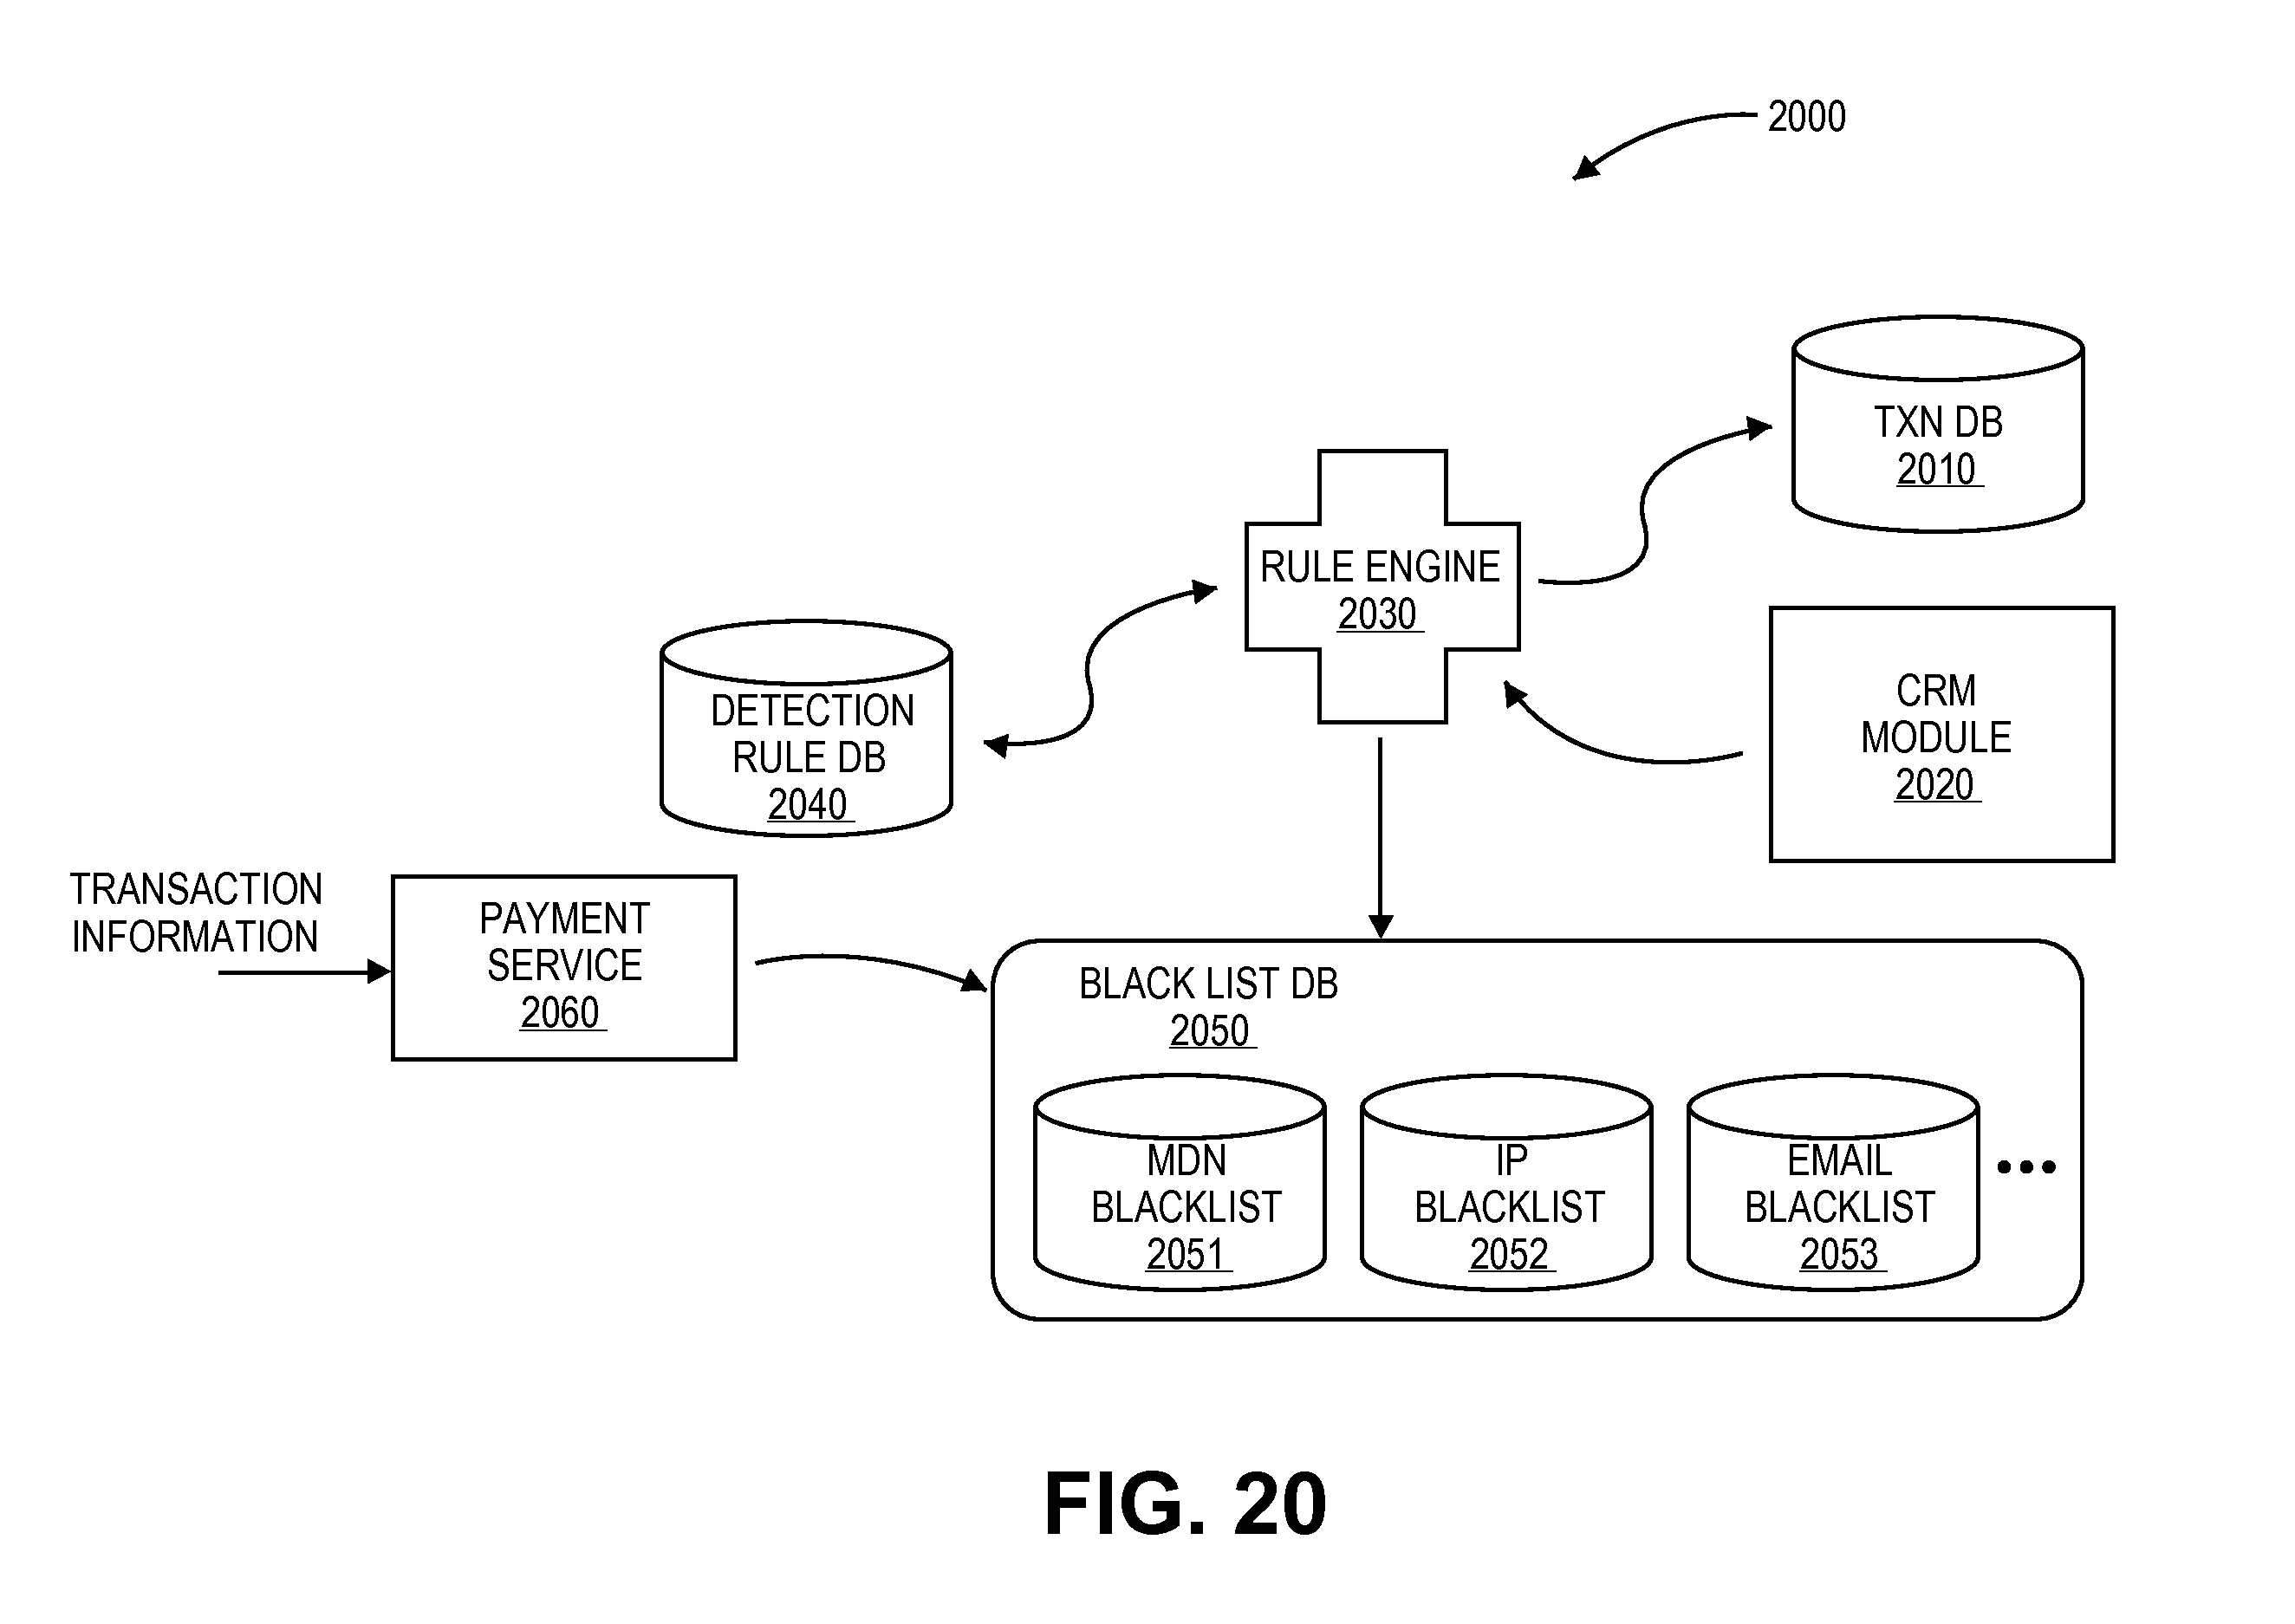 2000
TXN DB
2010
RULE ENGINE
2030
CRM
MODULE
2020
DETECTION
RULE DB
2040
TRANSACTION
INFORMATION
PAYMENT
SERVICE
2060
BLACK LIST DB
2050
MDN
BLACKLIST
2051
IP
BLACKLIST
2052
EMAIL
BLACKLIST
2053
•••
FIG. 20